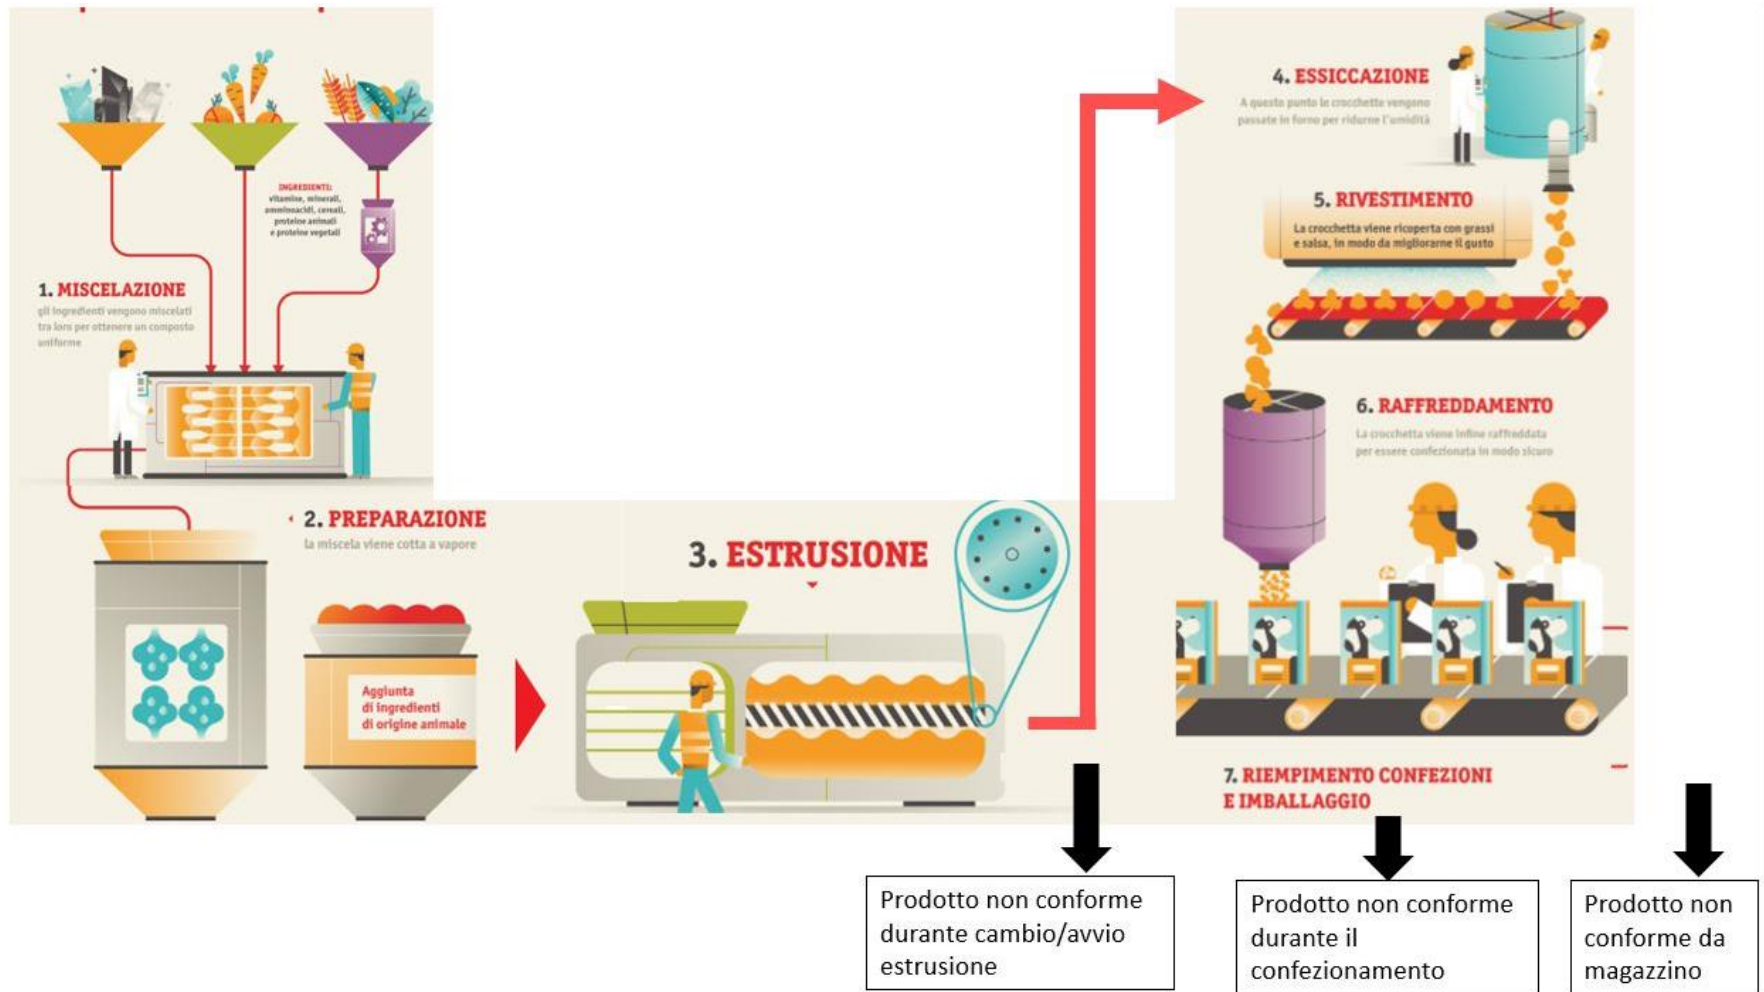 INGREDIENTI:
vitamine, minerali,
amminoacidi, cereali,
proteine animali
e proteine vegetali
1. MISCELAZIONE
gli ingredienti vengono miscelati
tra loro per ottenere un composto
uniforme
2. PREPARAZIONE
la miscela viene cotta a vapore
Aggiunta
di ingredienti
di origine animale
3. ESTRUSIONE
4. ESSICCAZIONE
A questo punto le crocchette vengono
passate in forno per ridurne l'umidità
5. RIVESTIMENTO
La crocchetta viene ricoperta con grassi
e salsa, in modo da migliorarne il gusto
6. RAFFREDDAMENTO
La crocchetta viene infine raffreddata
per essere confezionata in modo sicuro
7. RIEMPIMENTO CONFEZIONI
E IMBALLAGGIO
Prodotto non conforme
durante cambio/avvio
estrusione
Prodotto non conforme
durante il
confezionamento
Prodotto non
conforme da
magazzino